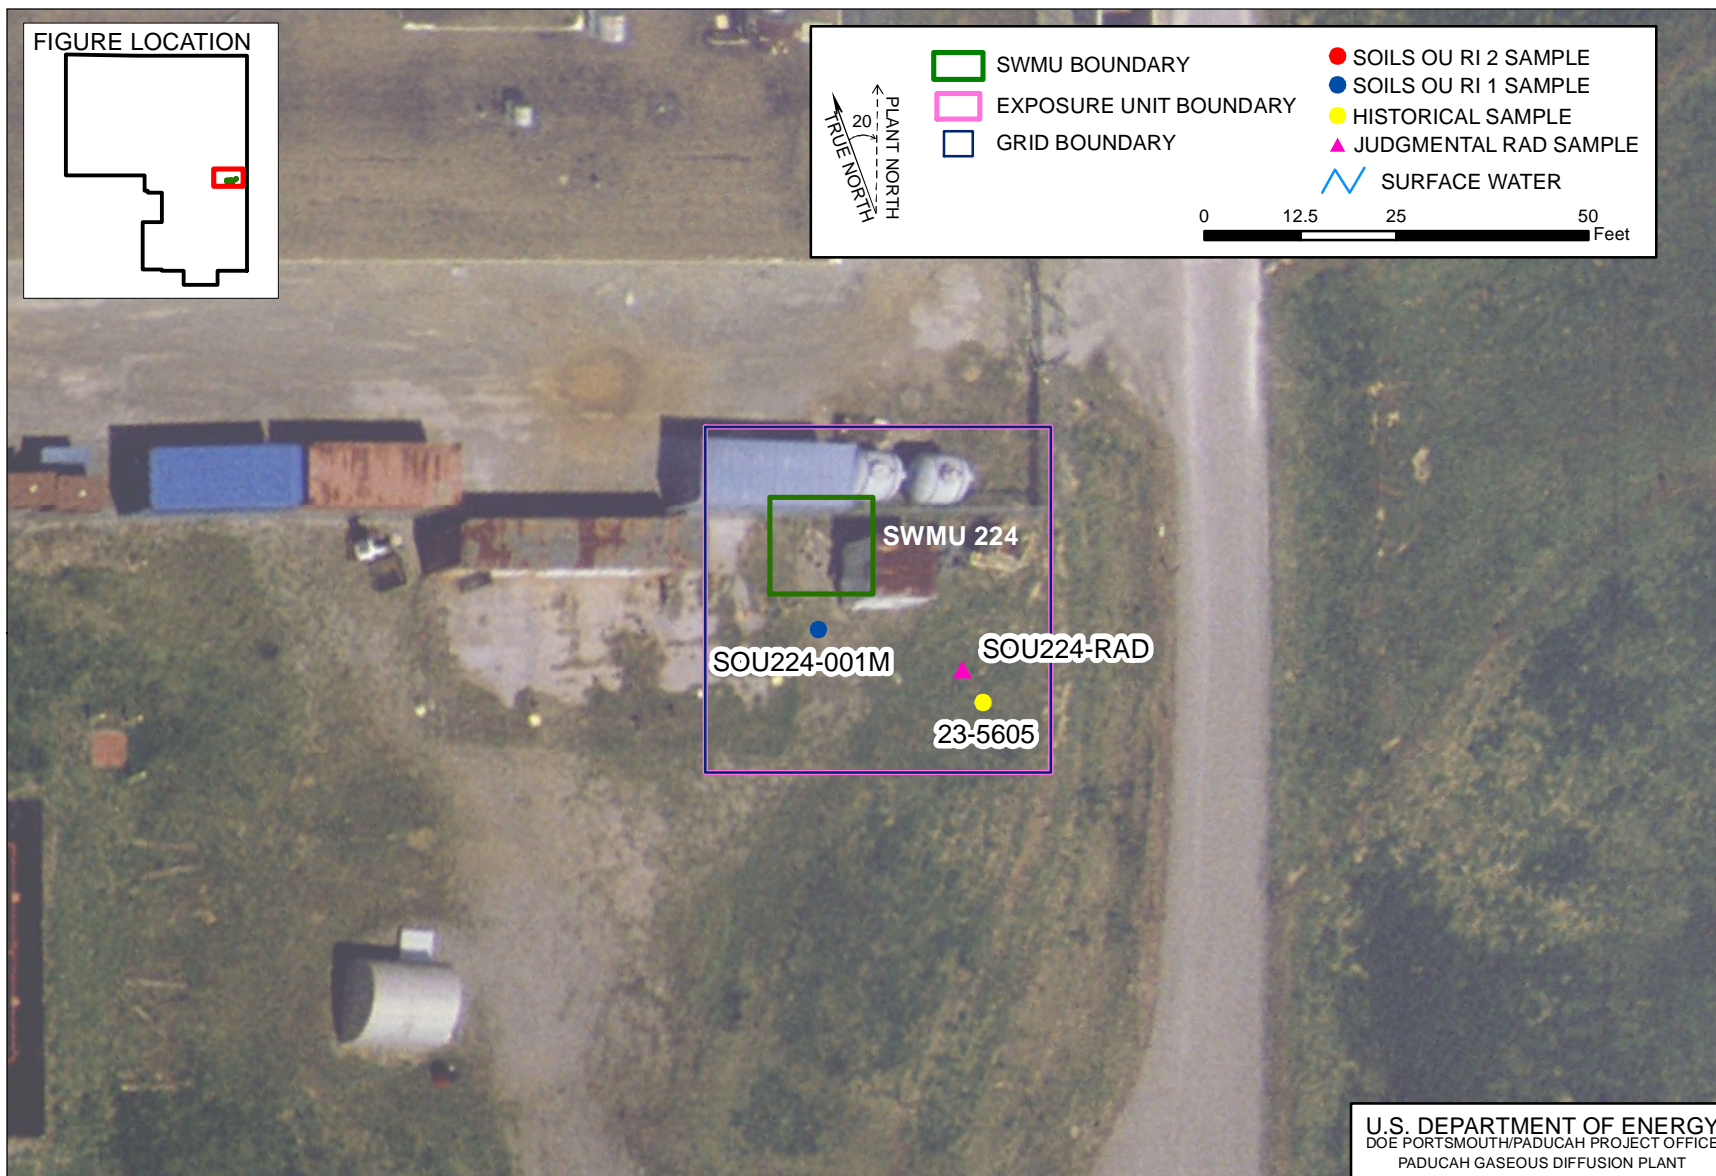 FIGURE LOCATION
SWMU BOUNDARY
EXPOSURE UNIT BOUNDARY
GRID BOUNDARY
TRUE NORTH
20
PLANT NORTH
SOILS OU RI 2 SAMPLE
SOILS OU RI 1 SAMPLE
HISTORICAL SAMPLE
JUDGMENTAL RAD SAMPLE
SURFACE WATER
0 12.5 25 50
Feet
SWMU 224
SOU224-001M
SOU224-RAD
23-5605
U.S. DEPARTMENT OF ENERGY
DOE PORTSMOUTH/PADUCAH PROJECT OFFICE
PADUCAH GASEOUS DIFFUSION PLANT